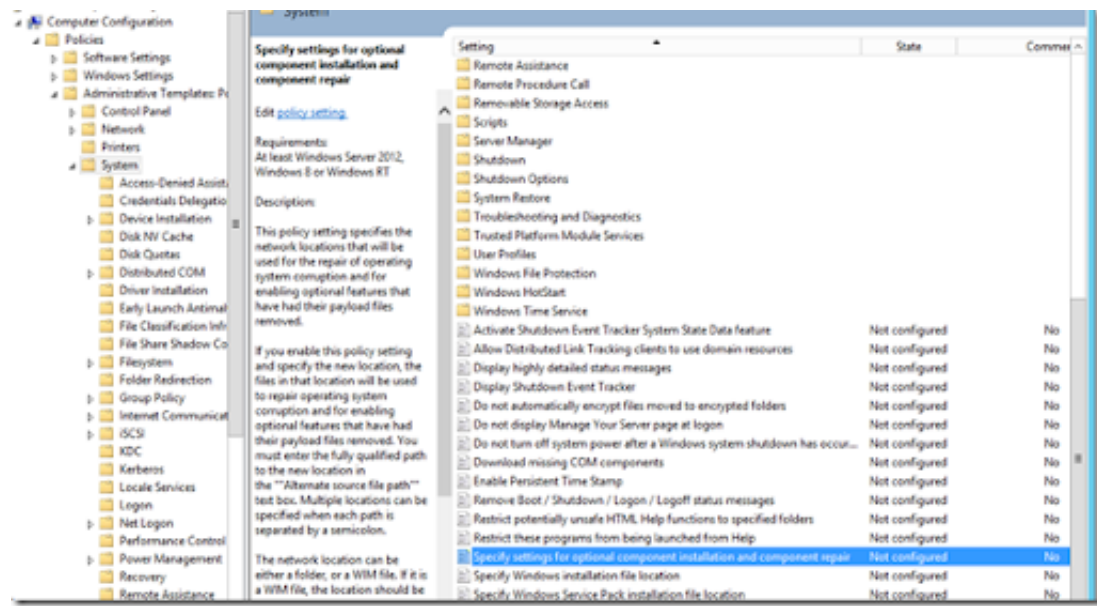 System
Computer Configuration
Policies
Software Settings
Windows Settings
Administrative Templates: Po
Control Panel
Network
Printers
System
Access-Denied Assist
Credentials Delegatio
Device Installation
Disk NV Cache
Disk Quotas
Distributed COM
Driver Installation
Early Launch Antimal
File Classification Infr
File Share Shadow Co
Filesystem
Folder Redirection
Group Policy
Internet Communicat
iSCSI
KDC
Kerberos
Locale Services
Logon
Net Logon
Performance Control
Power Management
Recovery
Remote Assistance
Specify settings for optional
component installation and
component repair
Edit policy setting.
Requirements:
At least Windows Server 2012,
Windows 8 or Windows RT
Description:
This policy setting specifies the
network locations that will be
used for the repair of operating
system corruption and for
enabling optional features that
have had their payload files
removed.
If you enable this policy setting
and specify the new location, the
files in that location will be used
to repair operating system
corruption and for enabling
optional features that have had
their payload files removed. You
must enter the fully qualified path
to the new location in
the ""Alternate source file path""
text box. Multiple locations can be
specified when each path is
separated by a semicolon.
The network location can be
either a folder, or a WIM file. If it is
a WIM file, the location should be
Setting State Commen
Remote Assistance
Remote Procedure Call
Removable Storage Access
Scripts
Server Manager
Shutdown
Shutdown Options
System Restore
Troubleshooting and Diagnostics
Trusted Platform Module Services
User Profiles
Windows File Protection
Windows HotStart
Windows Time Service
Activate Shutdown Event Tracker System State Data feature Not configured No
Allow Distributed Link Tracking clients to use domain resources Not configured No
Display highly detailed status messages Not configured No
Display Shutdown Event Tracker Not configured No
Do not automatically encrypt files moved to encrypted folders Not configured No
Do not display Manage Your Server page at logon Not configured No
Do not turn off system power after a Windows system shutdown has occur... Not configured No
Download missing COM components Not configured No
Enable Persistent Time Stamp Not configured No
Remove Boot / Shutdown / Logon / Logoff status messages Not configured No
Restrict potentially unsafe HTML Help functions to specified folders Not configured No
Restrict these programs from being launched from Help Not configured No
Specify settings for optional component installation and component repair Not configured No
Specify Windows installation file location Not configured No
Specify Windows Service Pack installation file location Not configured No